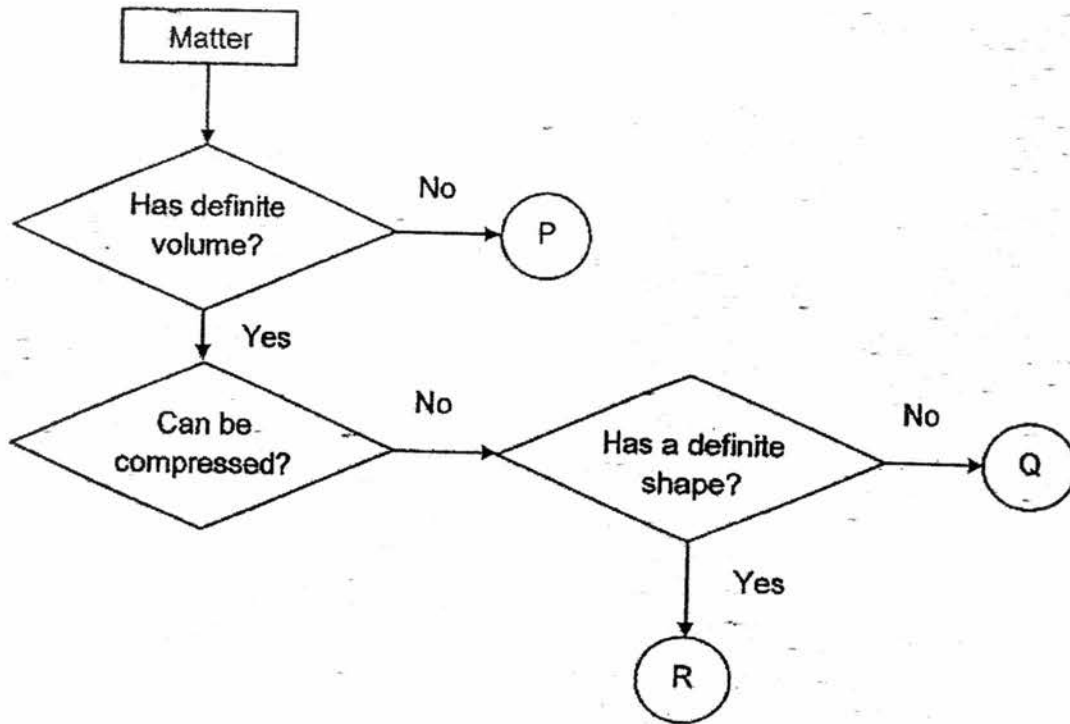 Matter
Has definite
volume?
No
P
Yes
Can be
compressed?
No
Has a definite
shape?
No
Q
Yes
R